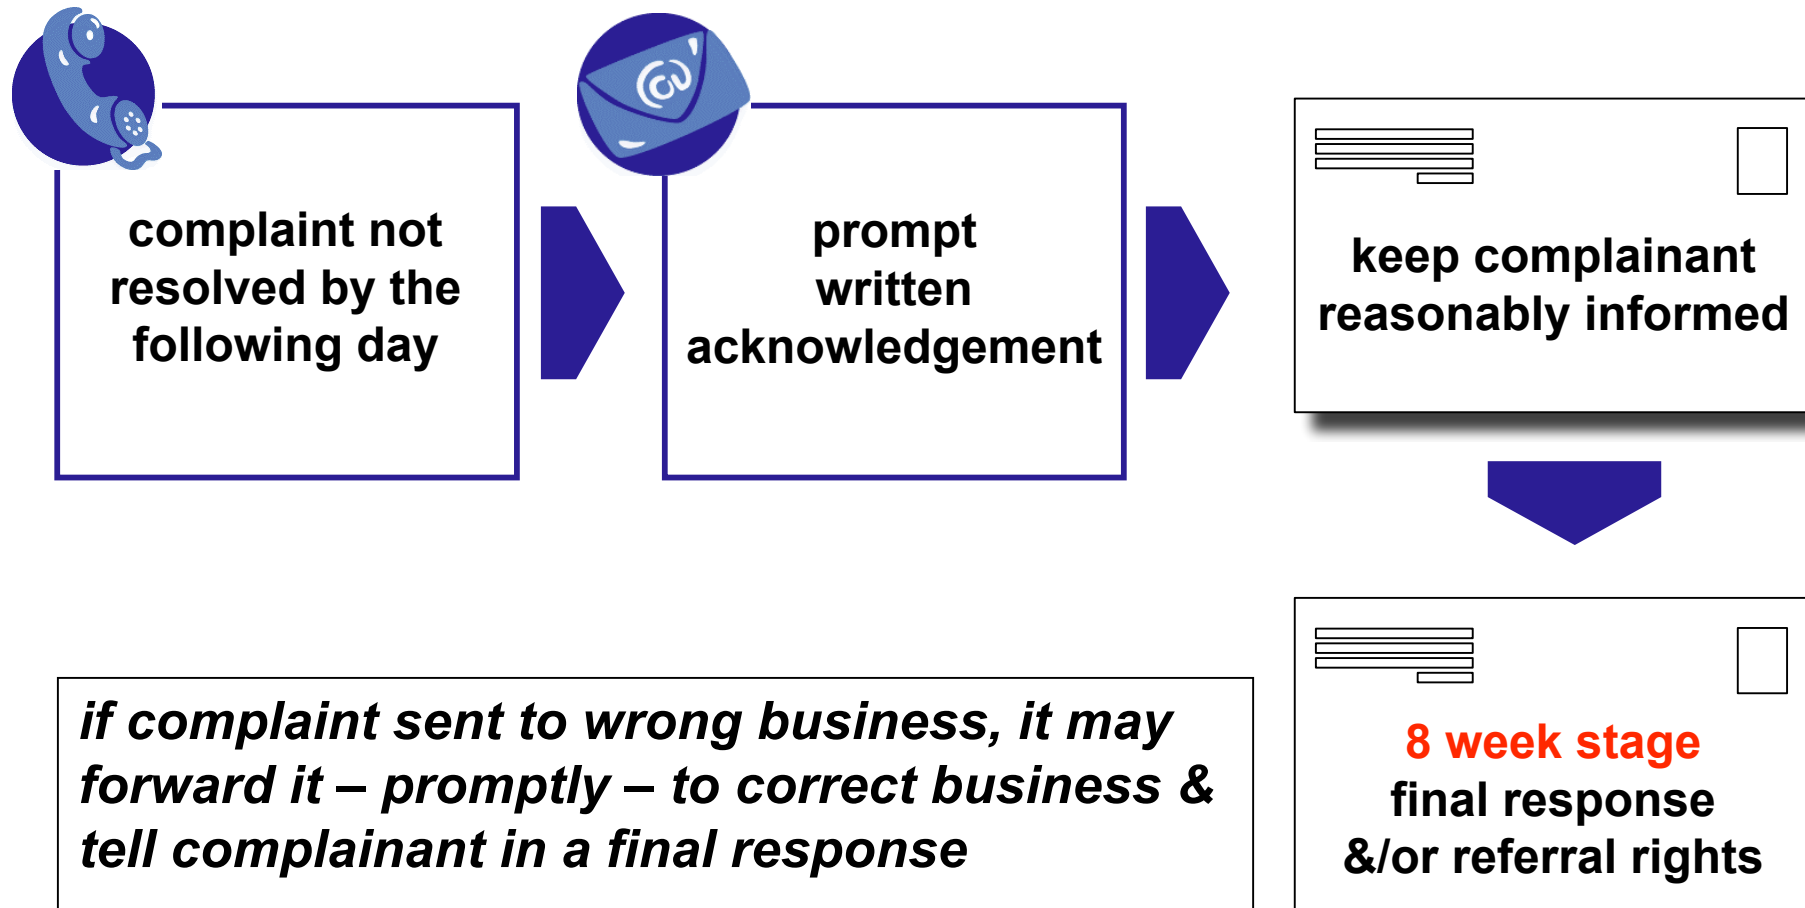 complaint not
resolved by the
following day
prompt
written
acknowledgement
keep complainant
reasonably informed
8 week stage
final response
&/or referral rights
if complaint sent to wrong business, it may
forward it – promptly – to correct business &
tell complainant in a final response